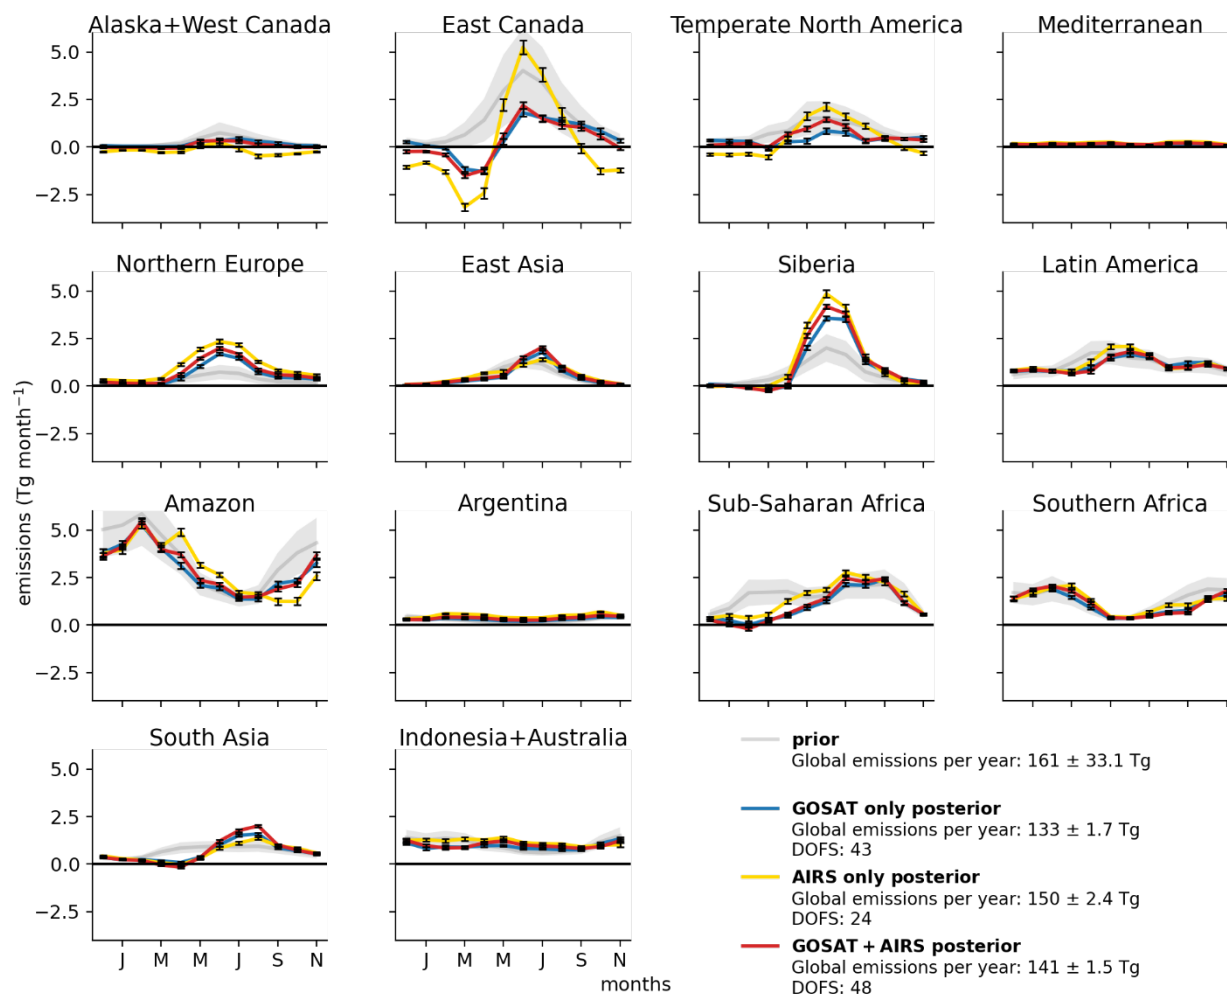 Alaska+West Canada
East Canada
Temperate North America
Mediterranean
5.0
2.5
0.0
−2.5
Northern Europe
East Asia
Siberia
Latin America
5.0
2.5
0.0
−2.5
emissions (Tg month⁻¹)
Amazon
Argentina
Sub-Saharan Africa
Southern Africa
5.0
2.5
0.0
−2.5
South Asia
Indonesia+Australia
5.0
2.5
0.0
−2.5
J M M J S N
J M M J S N
months
prior
Global emissions per year: 161 ± 33.1 Tg
GOSAT only posterior
Global emissions per year: 133 ± 1.7 Tg
DOFS: 43
AIRS only posterior
Global emissions per year: 150 ± 2.4 Tg
DOFS: 24
GOSAT + AIRS posterior
Global emissions per year: 141 ± 1.5 Tg
DOFS: 48